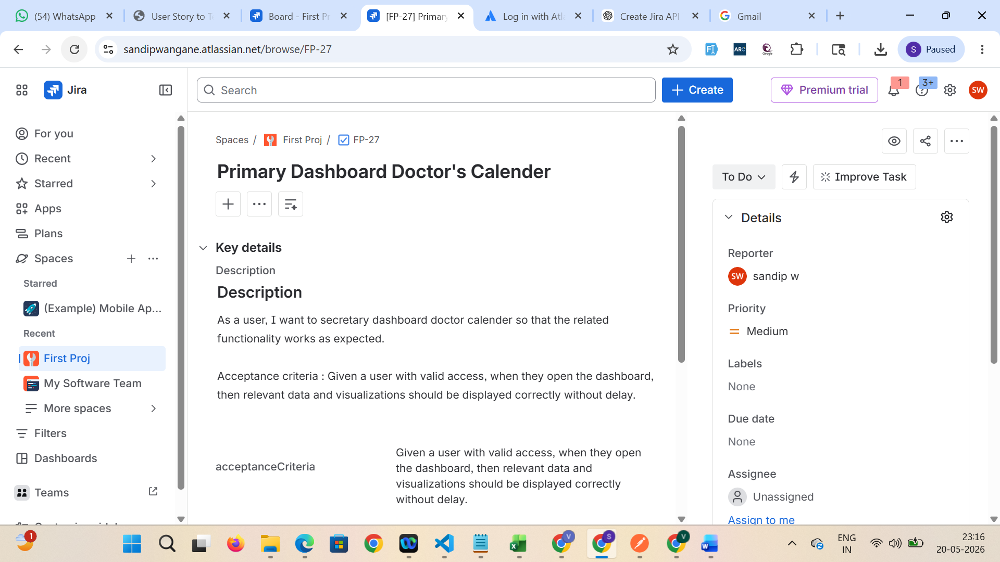 (54) WhatsApp
User Story to Te
Board - First Pr
[FP-27] Primary
Log in with Atla
Create Jira API
Gmail
sandipwangane.atlassian.net/browse/FP-27
ARC
Qeagle
S Paused
Jira
Search
Create
Premium trial
1
3+
SW
For you
Recent
Starred
Apps
Plans
Spaces
Starred
(Example) Mobile Ap...
Recent
First Proj
My Software Team
More spaces
Filters
Dashboards
Teams
Spaces / First Proj / FP-27
Primary Dashboard Doctor's Calender
Key details
Description
Description
As a user, I want to secretary dashboard doctor calender so that the related
functionality works as expected.
Acceptance criteria : Given a user with valid access, when they open the dashboard,
then relevant data and visualizations should be displayed correctly without delay.
acceptanceCriteria
Given a user with valid access, when they open
the dashboard, then relevant data and
visualizations should be displayed correctly
without delay.
To Do
Improve Task
Details
Reporter
SW sandip w
Priority
Medium
Labels
None
Due date
None
Assignee
Unassigned
Assign to me
1
V
S
V
ENG
IN
23:16
20-05-2026